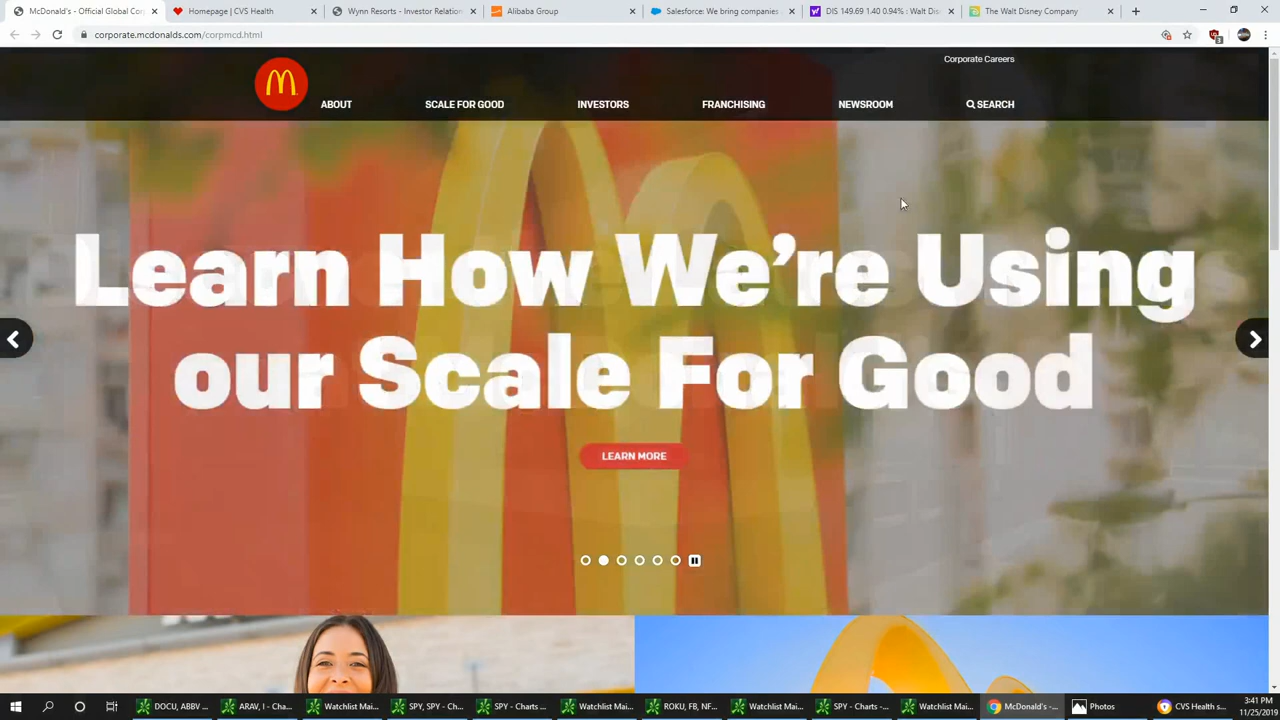 McDonald's - Official Global Cor
Homepage | CVS Health
Wynn Resorts - Investor Relation
Alibaba Group
Salesforce: We bring companies
DIS 149.69 1.40 0.94% : Walt Dis
The Walt Disney Company
corporate.mcdonalds.com/corpmcd.html
3
Corporate Careers
ABOUT
SCALE FOR GOOD
INVESTORS
FRANCHISING
NEWSROOM
SEARCH
Learn How We're Using
our Scale For Good
LEARN MORE
DOCU, ABBV ...
ARAV, I - Cha...
Watchlist Mai...
SPY, SPY - Ch...
SPY - Charts -...
Watchlist Mai...
ROKU, FB, NF...
Watchlist Mai...
SPY - Charts -...
Watchlist Mai...
McDonald's -...
Photos
CVS Health s...
3:41 PM
11/25/2019